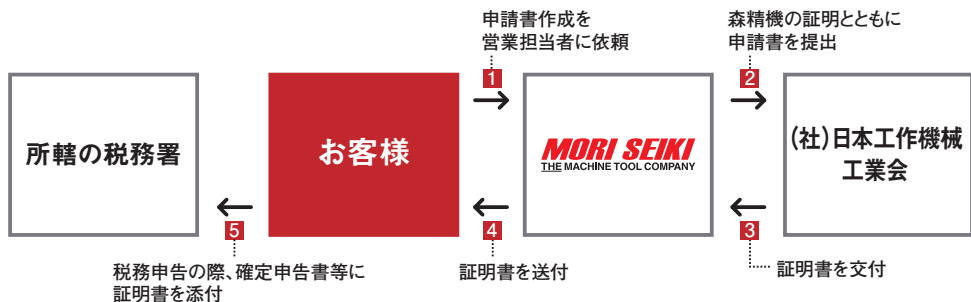 申請書作成を
営業担当者に依頼
森精機の証明とともに
申請書を提出
1
2
所轄の税務署
お客様
MORI SEIKI
THE MACHINE TOOL COMPANY
(社)日本工作機械
工業会
5
4
3
税務申告の際、確定申告書等に
証明書を添付
証明書を送付
証明書を交付